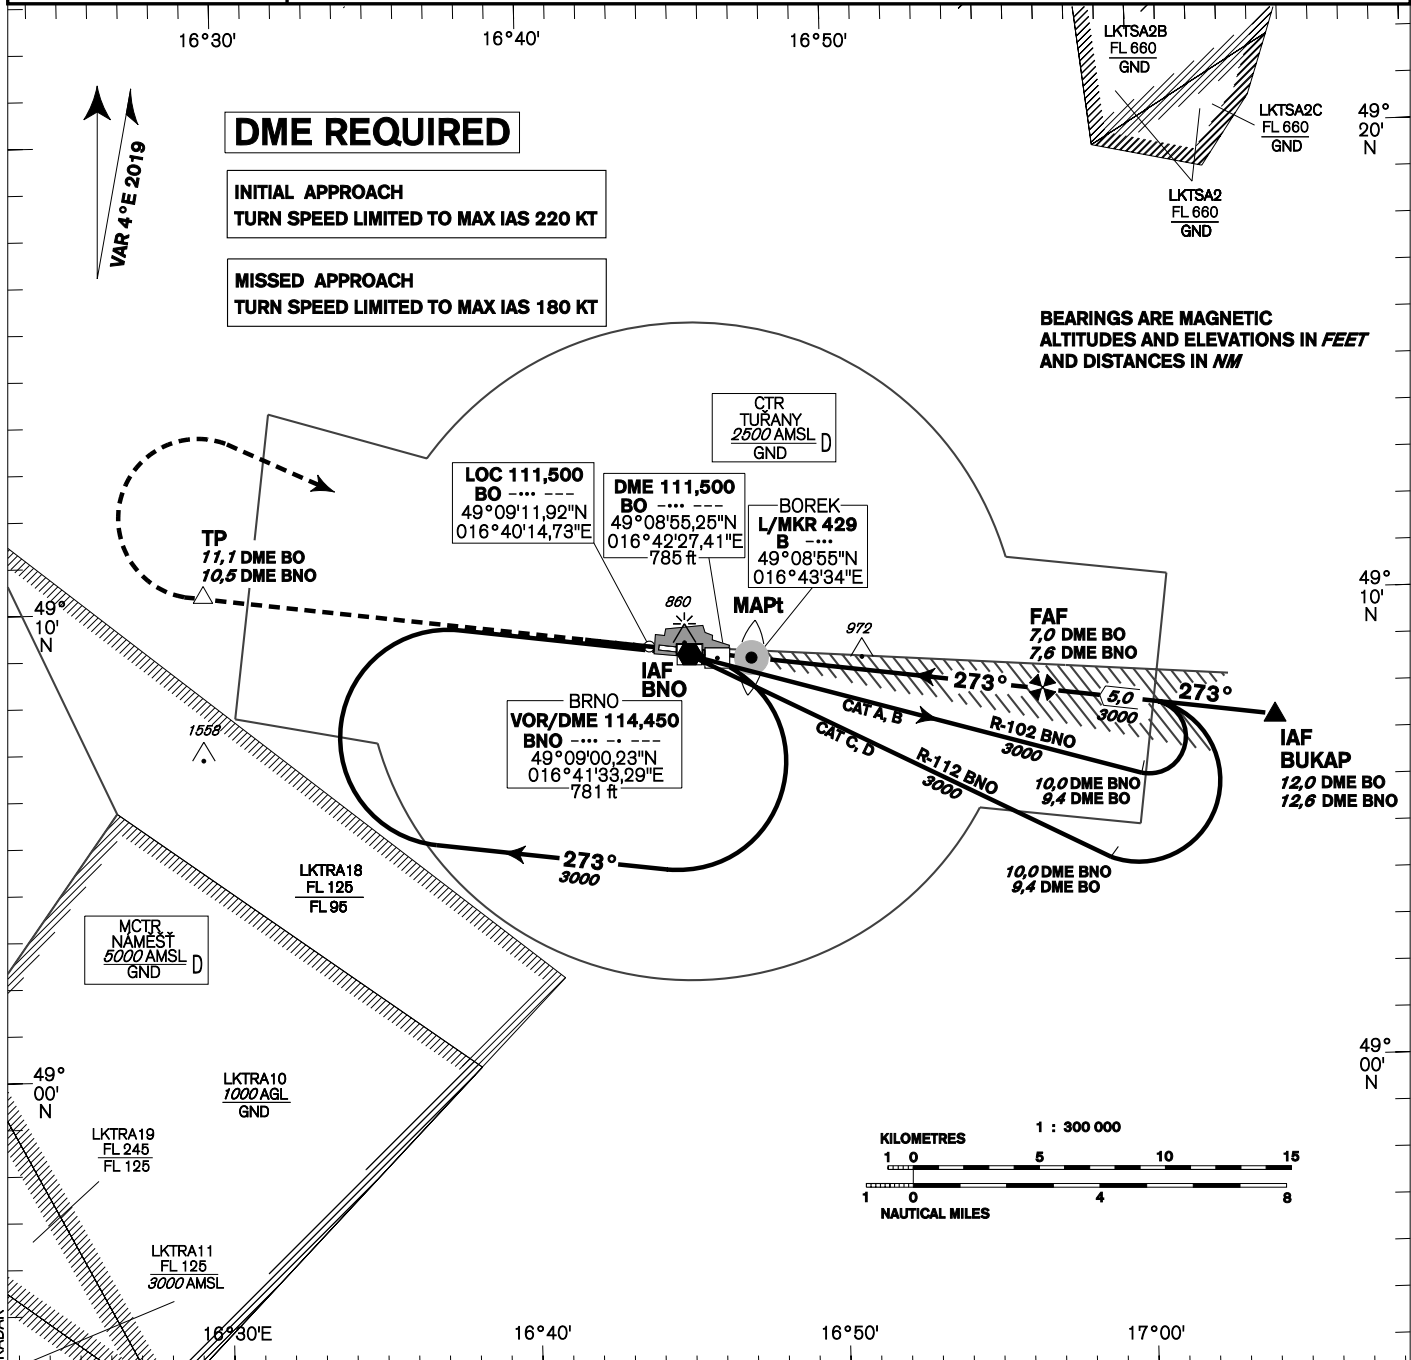 16°30'
16°40'
16°50'
LKTSA2B
FL 660
GND
LKTSA2C
FL 660
GND
49°
20'
N
LKTSA2
FL 660
GND
VAR 4°E 2019
DME REQUIRED
INITIAL APPROACH
TURN SPEED LIMITED TO MAX IAS 220 KT
MISSED APPROACH
TURN SPEED LIMITED TO MAX IAS 180 KT
BEARINGS ARE MAGNETIC
ALTITUDES AND ELEVATIONS IN FEET
AND DISTANCES IN NM
CTR
TUŘANY
2500 AMSL
GND
D
LOC 111,500
BO -··· ---
49°09'11,92"N
016°40'14,73"E
DME 111,500
BO -··· ---
49°08'55,25"N
016°42'27,41"E
785 ft
BOREK
L/MKR 429
B -···
49°08'55"N
016°43'34"E
TP
11,1 DME BO
10,5 DME BNO
49°
10'
N
49°
10'
N
860
MAPt
972
FAF
7,0 DME BO
7,6 DME BNO
IAF
BNO
273°
5,0
3000
273°
CAT A, B
R-102 BNO
3000
CAT C, D
R-112 BNO
3000
10,0 DME BNO
9,4 DME BO
IAF
BUKAP
12,0 DME BO
12,6 DME BNO
BRNO
VOR/DME 114,450
BNO -··· -· ---
49°09'00,23"N
016°41'33,29"E
781 ft
1558
273°
3000
10,0 DME BNO
9,4 DME BO
LKTRA18
FL 125
FL 95
MCTR
NÁMĚŠŤ
5000 AMSL
GND
D
49°
00'
N
49°
00'
N
LKTRA10
1000 AGL
GND
LKTRA19
FL 245
FL 125
LKTRA11
FL 125
3000 AMSL
1 : 300 000
KILOMETRES
1 0 5 10 15
1 0 4 8
NAUTICAL MILES
16°30'E
16°40'
16°50'
17°00'